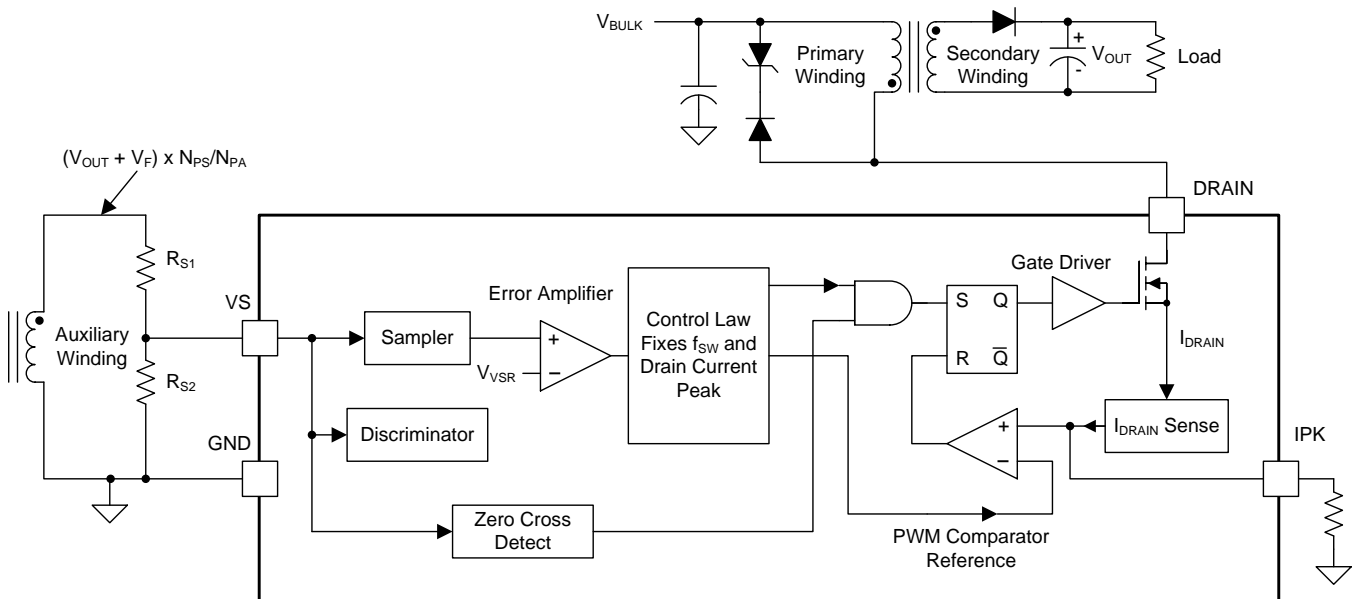 V_BULK
Primary
Winding
Secondary
Winding
+
V_OUT
-
Load
(V_OUT + V_F) x N_PS/N_PA
DRAIN
R_S1
VS
Auxiliary
Winding
R_S2
GND
Error Amplifier
Sampler
+
V_VSR
−
Discriminator
Zero Cross
Detect
Control Law
Fixes f_SW and
Drain Current
Peak
S Q
R Q̅
Gate Driver
I_DRAIN
I_DRAIN Sense
IPK
+
−
PWM Comparator
Reference